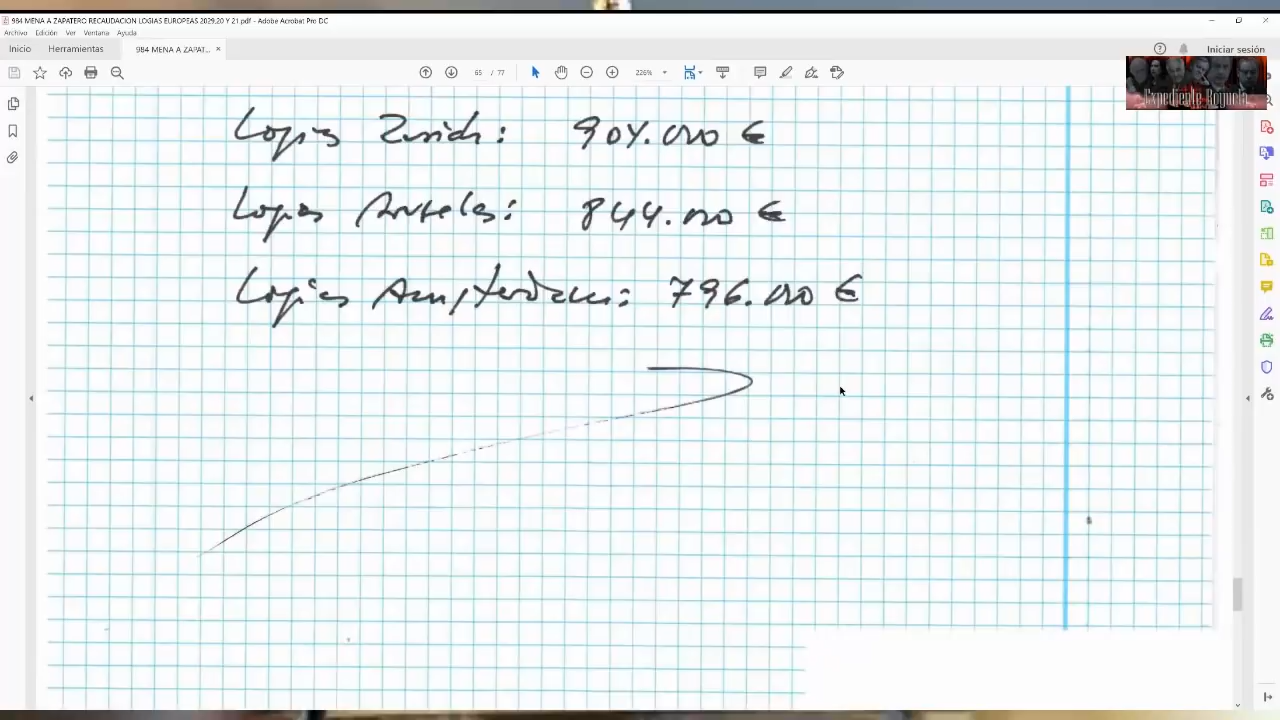 984 MENA A ZAPATERO RECAUDACION LOGIAS EUROPEAS 2029,20 Y 21.pdf - Adobe Acrobat Pro DC
Archivo Edición Ver Ventana Ayuda
Inicio Herramientas 984 MENA A ZAPAT... × Iniciar sesión
65 / 77 226%
Expediente Royuela
Logias Zurich: 904.000 €
Logias Bruselas: 844.000 €
Logias Amsterdam: 796.000 €